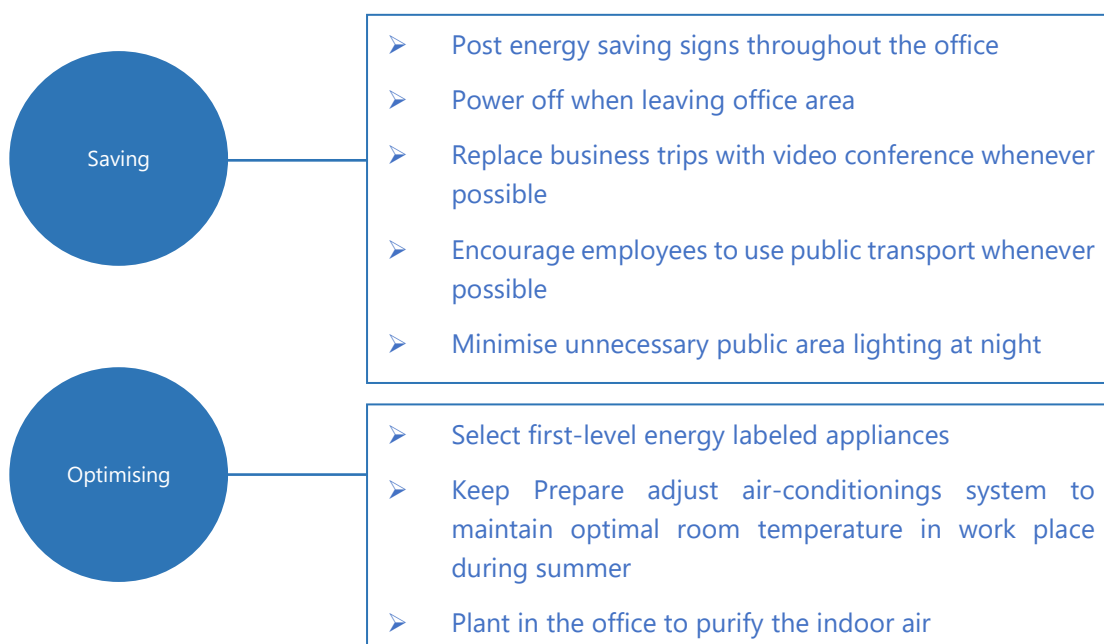 Saving
➢ Post energy saving signs throughout the office
➢ Power off when leaving office area
➢ Replace business trips with video conference whenever
possible
➢ Encourage employees to use public transport whenever
possible
➢ Minimise unnecessary public area lighting at night
Optimising
➢ Select first-level energy labeled appliances
➢ Keep Prepare adjust air-conditionings system to
maintain optimal room temperature in work place
during summer
➢ Plant in the office to purify the indoor air